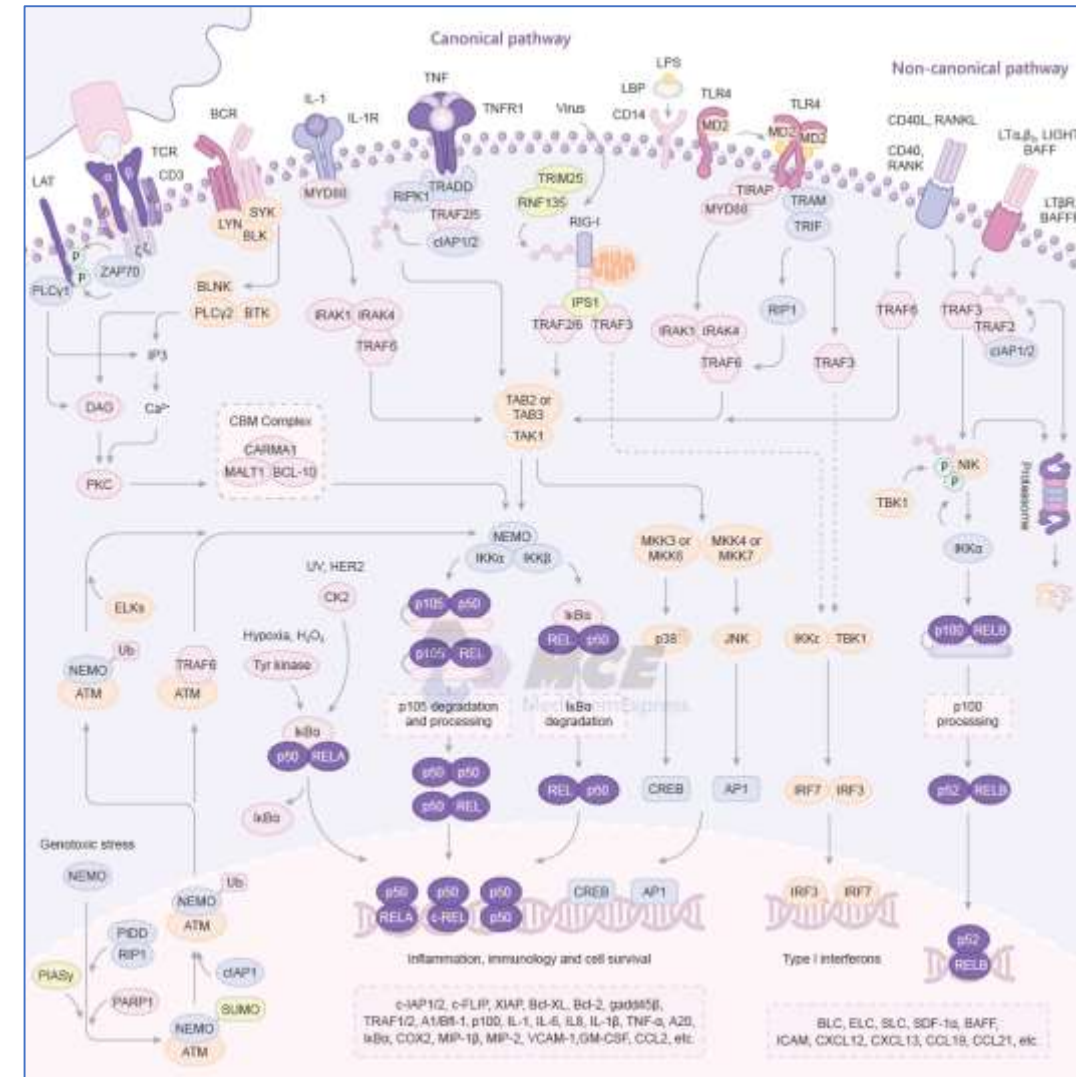 Canonical pathway
Non-canonical pathway
LPS
LBP
CD14
TLR4
MD2
TLR4
MD2
MD2
TNF
TNFR1
Virus
IL-1
IL-1R
BCR
TCR
CD3
LAT
α
β
CD40L, RANKL
CD40,
RANK
BAFF
MYD88
RIPK1
TRADD
TRAF2/5
cIAP1/2
TRIM25
RNF135
RIG-I
IPS1
TRAF2/6
TRAF3
TIRAP
MYD88
TRAM
TRIF
LYN
SYK
BLK
P
P
ZAP70
PLCγ1
BLNK
PLCγ2
BTK
IP3
DAG
PKC
IRAK1
IRAK4
TRAF6
IRAK1
IRAK4
TRAF6
RIP1
TRAF3
TRAF6
TRAF3
TRAF2
cIAP1/2
CBM Complex
CARMA1
MALT1
BCL-10
TAB2 or
TAB3
TAK1
P
P
NIK
TBK1
Proteasome
IKKα
NEMO
IKKα
IKKβ
MKK3 or
MKK6
MKK4 or
MKK7
UV, HER2
CK2
Hypoxia, H₂O₂
Tyr kinase
ELKs
Ub
NEMO
ATM
TRAF6
ATM
p105
p50
p105
REL
IκBα
REL
p50
p38
JNK
IKKε
TBK1
p100
RELB
MCE
MedChemExpress
p105 degradation
and processing
IκBα
degradation
p100
processing
IκBα
p50
RELA
IκBα
p50
p50
p50
REL
REL
p50
CREB
AP1
IRF7
IRF3
p52
RELB
Genotoxic stress
NEMO
Ub
NEMO
ATM
PIDD
RIP1
PIASy
PARP1
cIAP1
SUMO
NEMO
ATM
p50
RELA
p50
c-REL
p50
p50
CREB
AP1
IRF3
IRF7
p52
RELB
Inflammation, immunology and cell survival
Type I interferons
c-IAP1/2, c-FLIP, XIAP, Bcl-XL, Bcl-2, gadd45β,
TRAF1/2, A1/Bfl-1, p100, IL-1, IL-6, IL8, IL-1β, TNF-α, A20,
IκBα, COX2, MIP-1β, MIP-2, VCAM-1,GM-CSF, CCL2, etc.
BLC, ELC, SLC, SDF-1α, BAFF,
ICAM, CXCL12, CXCL13, CCL19, CCL21, etc.